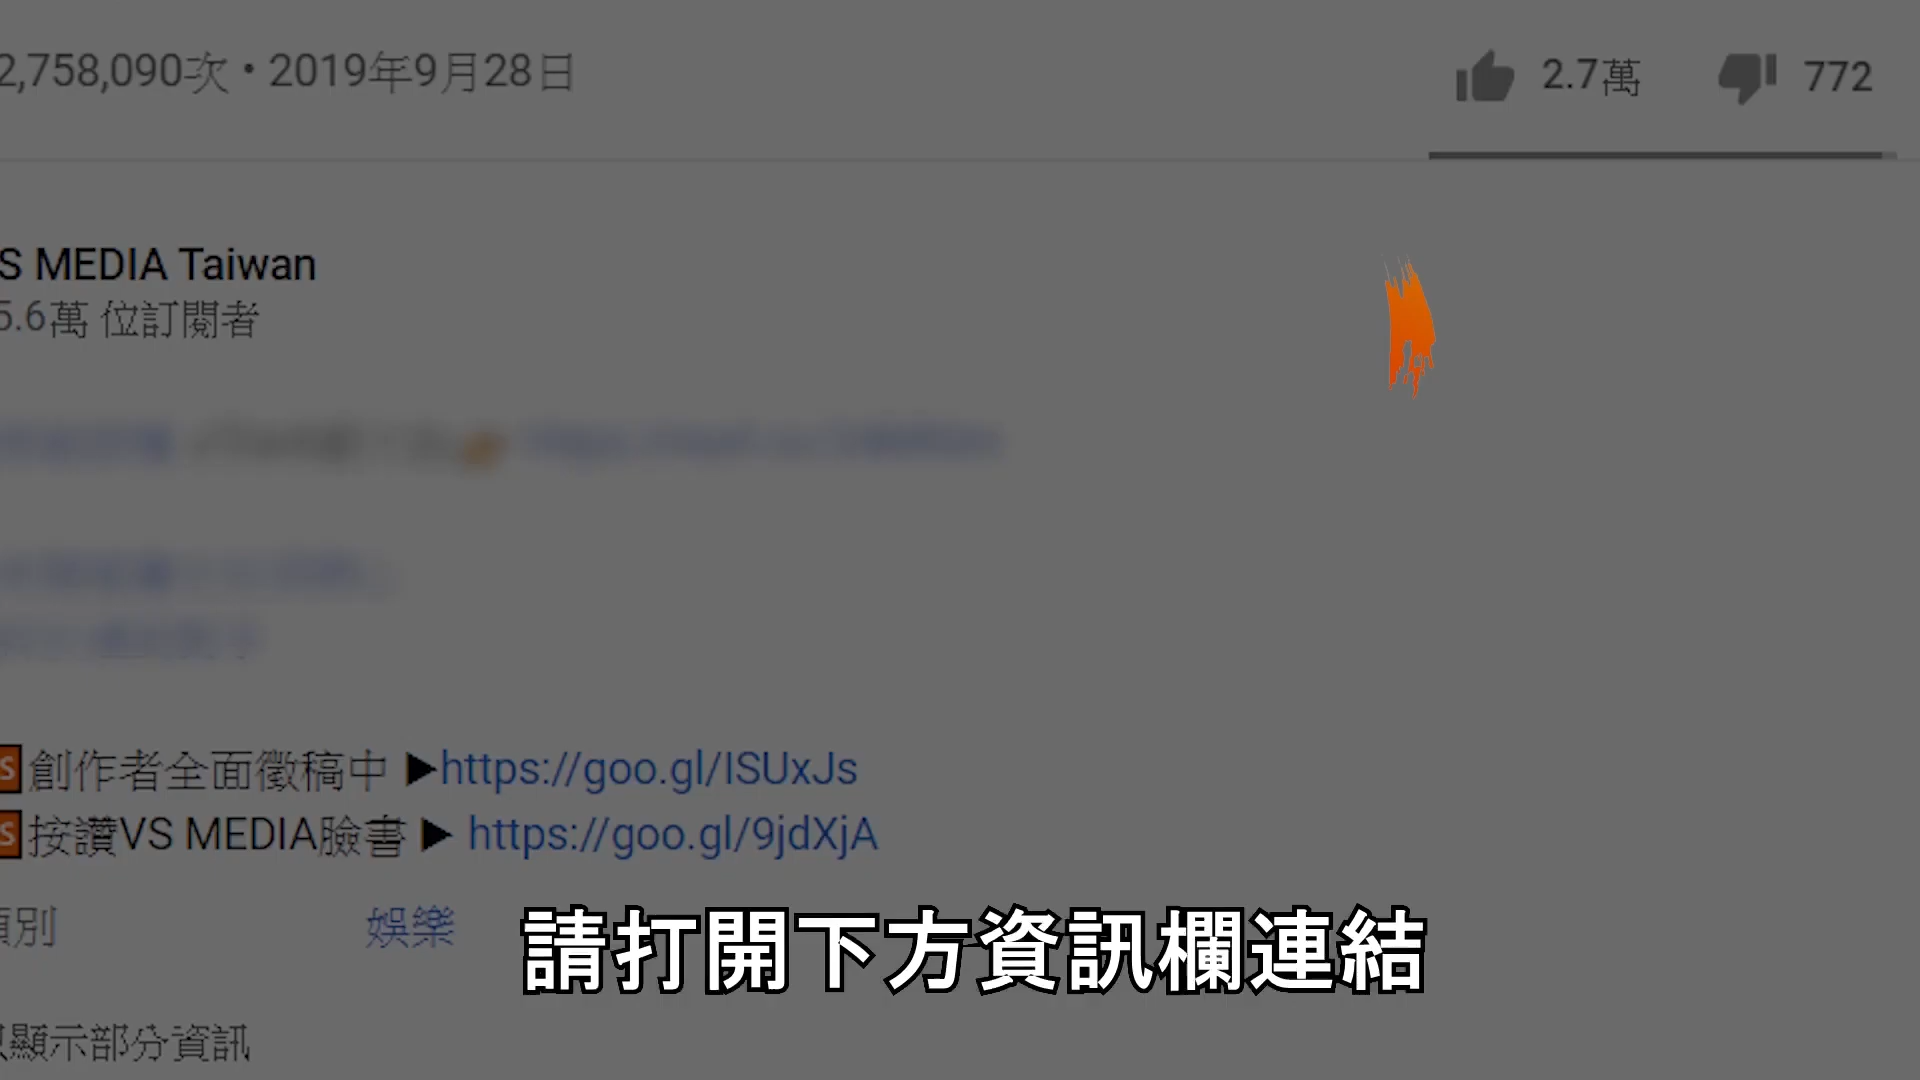 2,758,090次 • 2019年9月28日
2.7萬
772
S MEDIA Taiwan
5.6萬 位訂閱者
S創作者全面徵稿中 ▶https://goo.gl/ISUxJs
S按讚VS MEDIA臉書 ▶ https://goo.gl/9jdXjA
類別
娛樂
請打開下方資訊欄連結
只顯示部分資訊